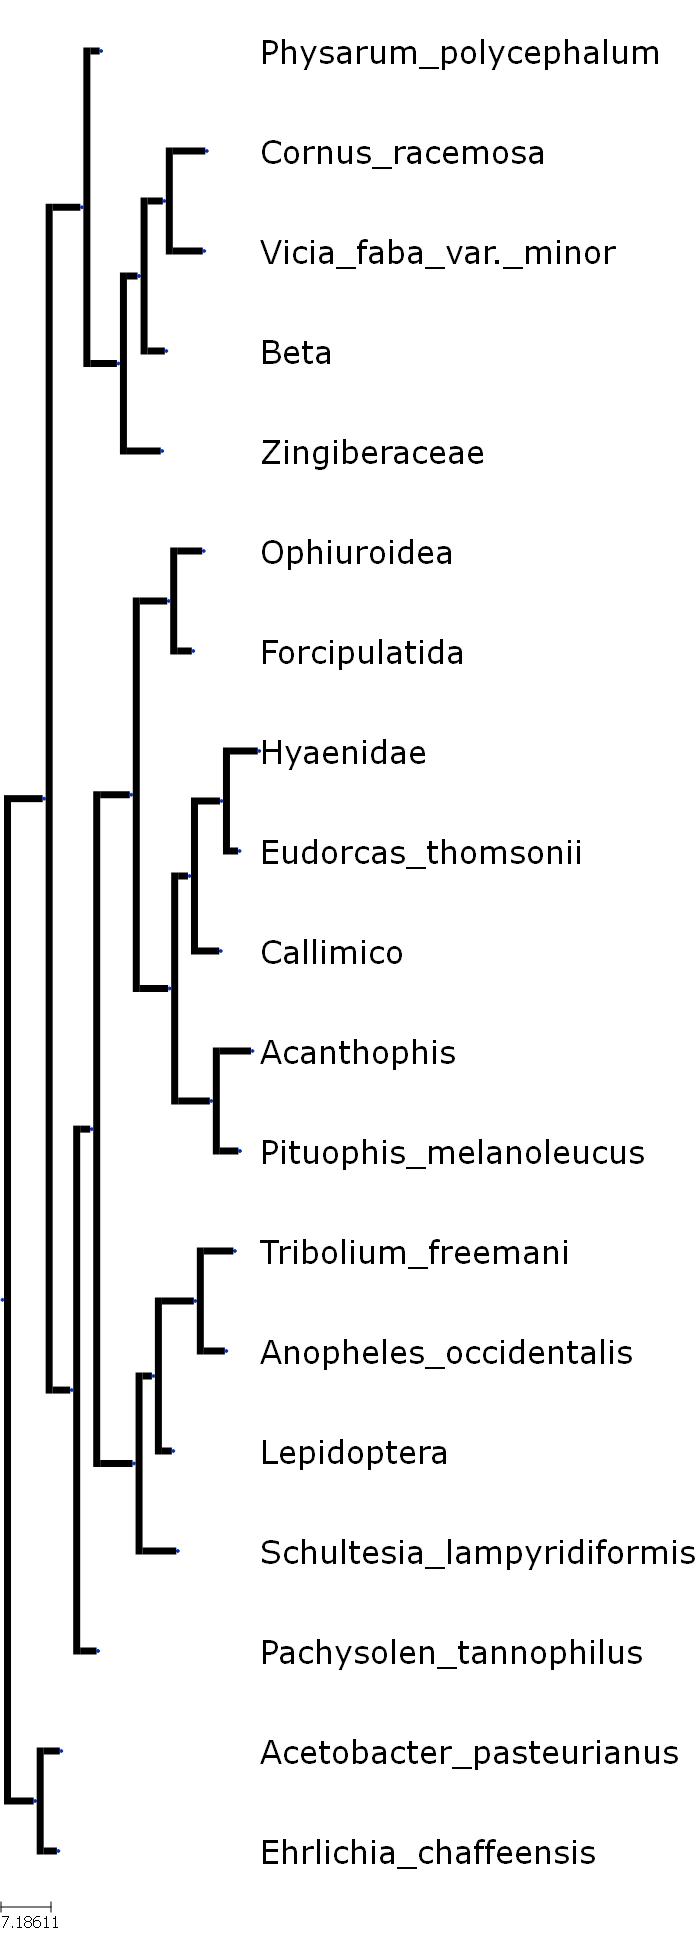 Physarum_polycephalum
Cornus_racemosa
Vicia_faba_var._minor
Beta
Zingiberaceae
Ophiuroidea
Forcipulatida
Hyaenidae
Eudorcas_thomsonii
Callimico
Acanthophis
Pituophis_melanoleucus
Tribolium_freemani
Anopheles_occidentalis
Lepidoptera
Schultesia_lampyridiformis
Pachysolen_tannophilus
Acetobacter_pasteurianus
Ehrlichia_chaffeensis
7.18611